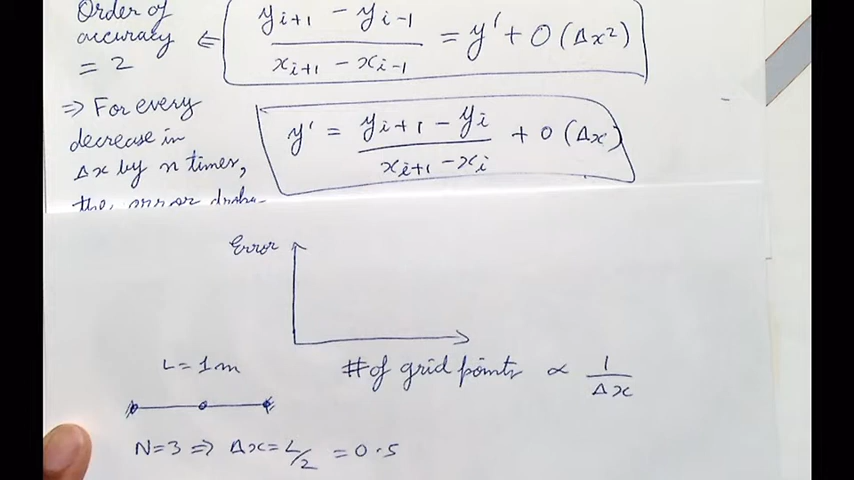 Order of
accuracy
= 2
⇐ (y_{i+1} - y_{i-1}) / (x_{i+1} - x_{i-1}) = y' + O(Δx²)
⇒ For every
decrease in
Δx by n times,
the error
y' = (y_{i+1} - y_i) / (x_{i+1} - x_i) + O(Δx)
Error
# of grid points ∝ 1/Δx
L = 1m
N=3 ⇒ Δx = L/2 = 0.5